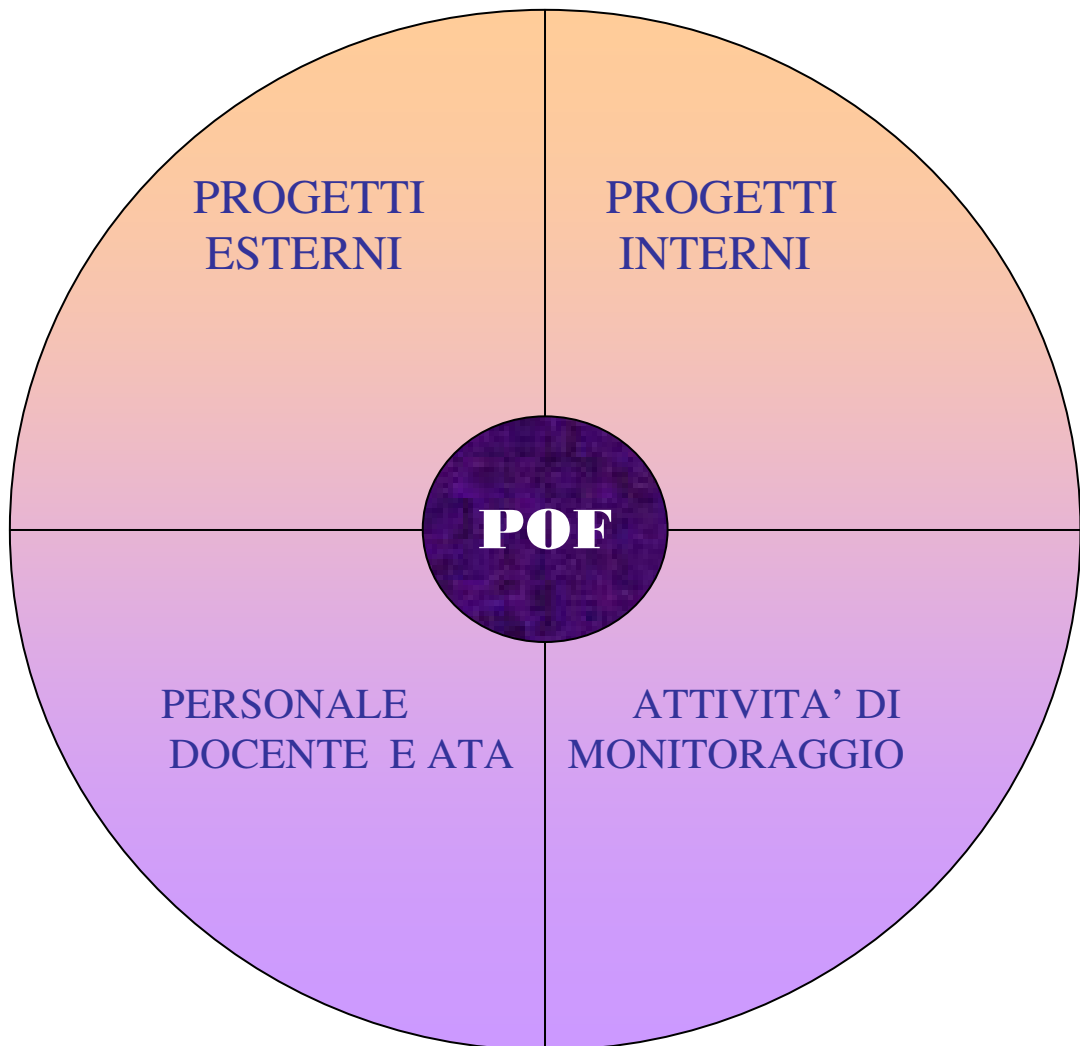 PROGETTI
ESTERNI
PROGETTI
INTERNI
POF
PERSONALE
DOCENTE E ATA
ATTIVITA’ DI
MONITORAGGIO